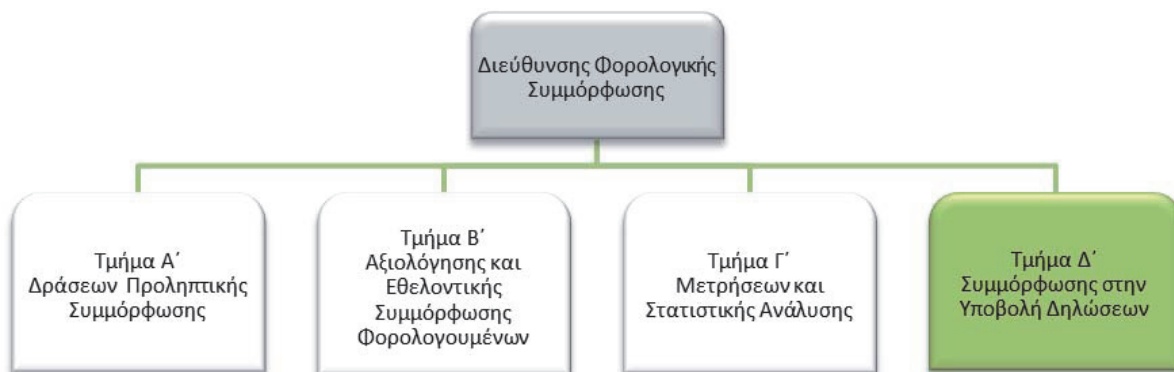 Διεύθυνσης Φορολογικής
Συμμόρφωσης
Τμήμα Α΄
Δράσεων Προληπτικής
Συμμόρφωσης
Τμήμα Β΄
Αξιολόγησης και
Εθελοντικής
Συμμόρφωσης
Φορολογουμένων
Τμήμα Γ΄
Μετρήσεων και
Στατιστικής Ανάλυσης
Τμήμα Δ΄
Συμμόρφωσης στην
Υποβολή Δηλώσεων